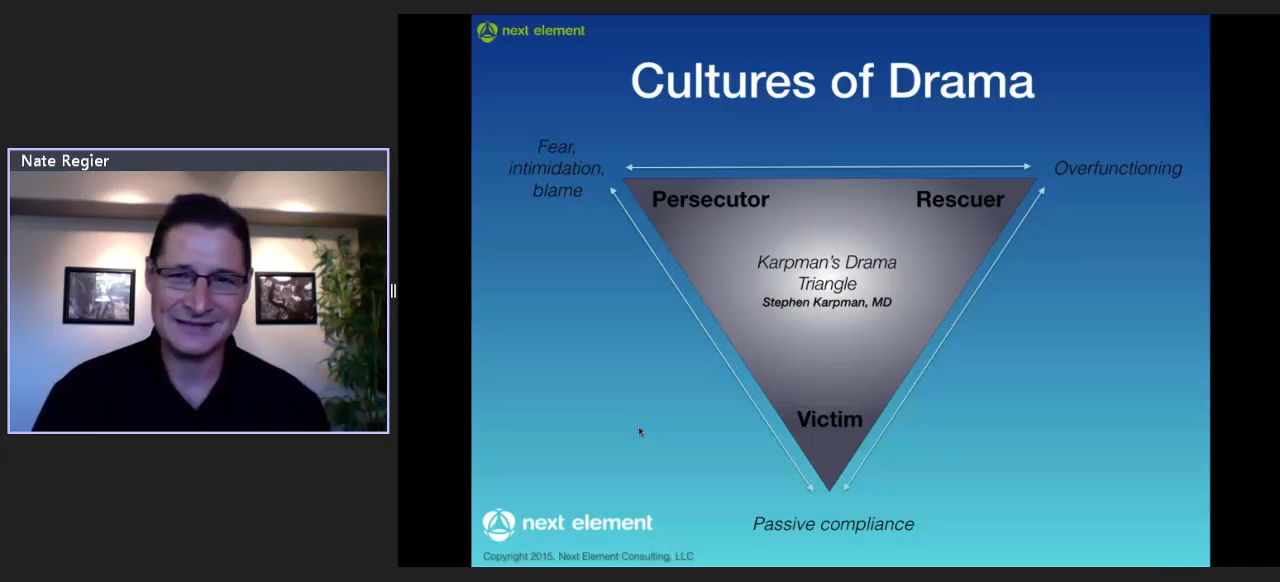 Nate Regier
next element
Cultures of Drama
Fear,
intimidation,
blame
Overfunctioning
Persecutor
Rescuer
Karpman's Drama
Triangle
Stephen Karpman, MD
Victim
Passive compliance
next element
Copyright 2015, Next Element Consulting, LLC